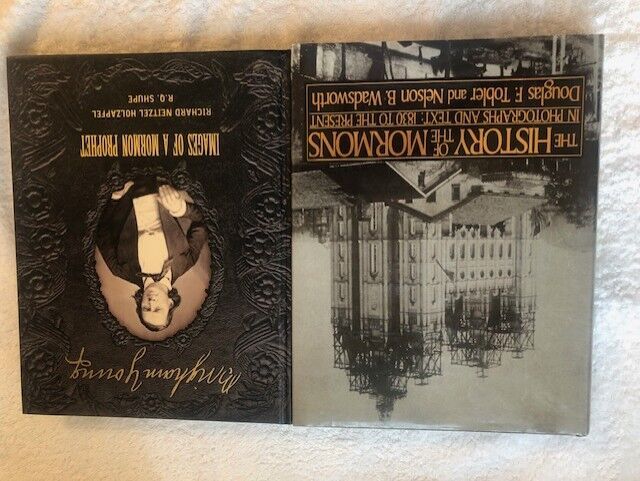 THE HISTORY OF THE MORMONS
IN PHOTOGRAPHS AND TEXT, 1830 TO THE PRESENT
Douglas F. Tobler and Nelson B. Wadsworth
Brigham Young
IMAGES OF A MORMON PROPHET
RICHARD NEITZEL HOLZAPFEL
R.Q. SHUPE